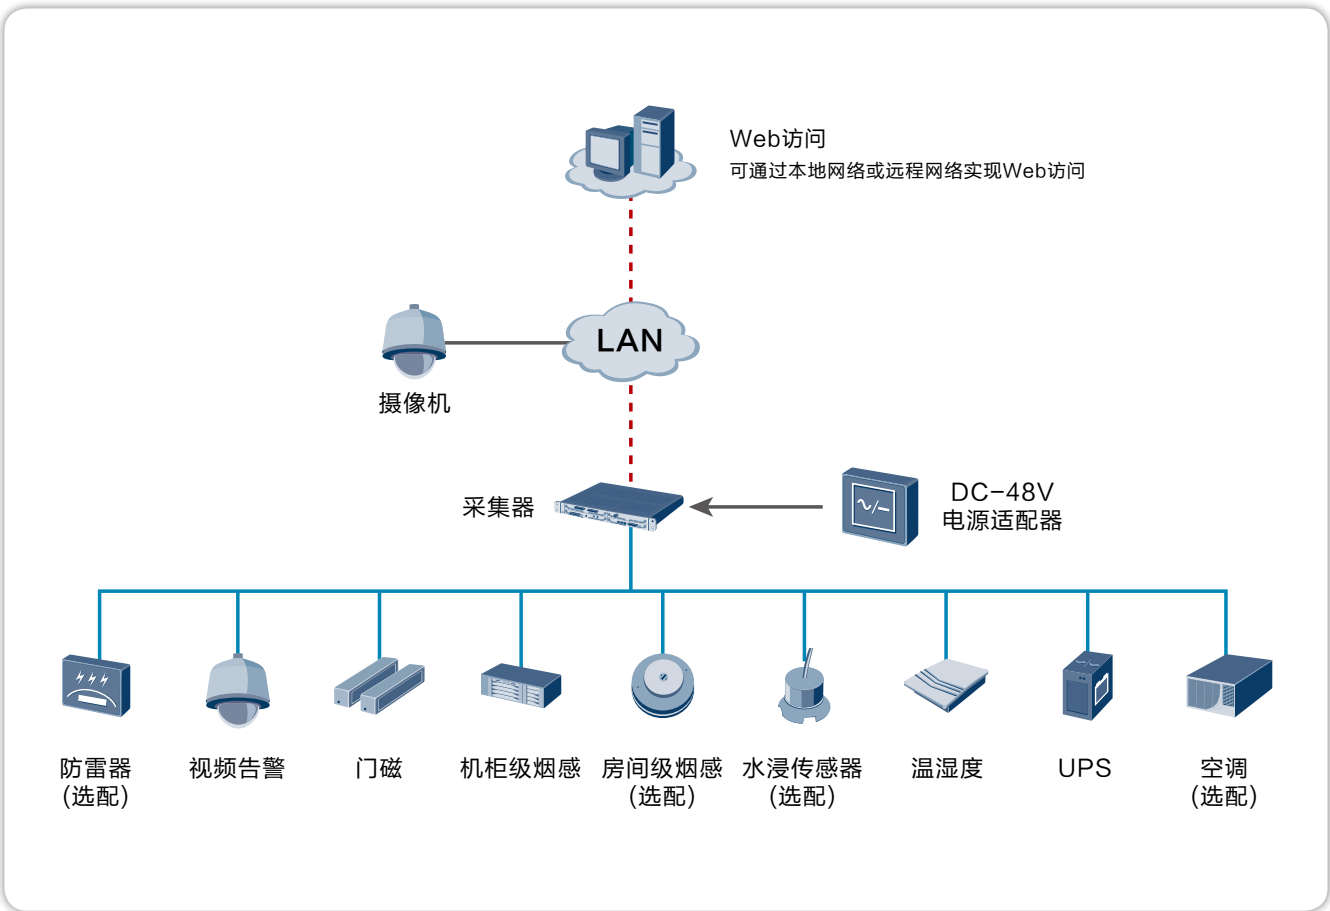 Web访问
可通过本地网络或远程网络实现Web访问
LAN
摄像机
采集器
DC-48V
电源适配器
防雷器
(选配)
视频告警
门磁
机柜级烟感
房间级烟感
(选配)
水浸传感器
(选配)
温湿度
UPS
空调
(选配)